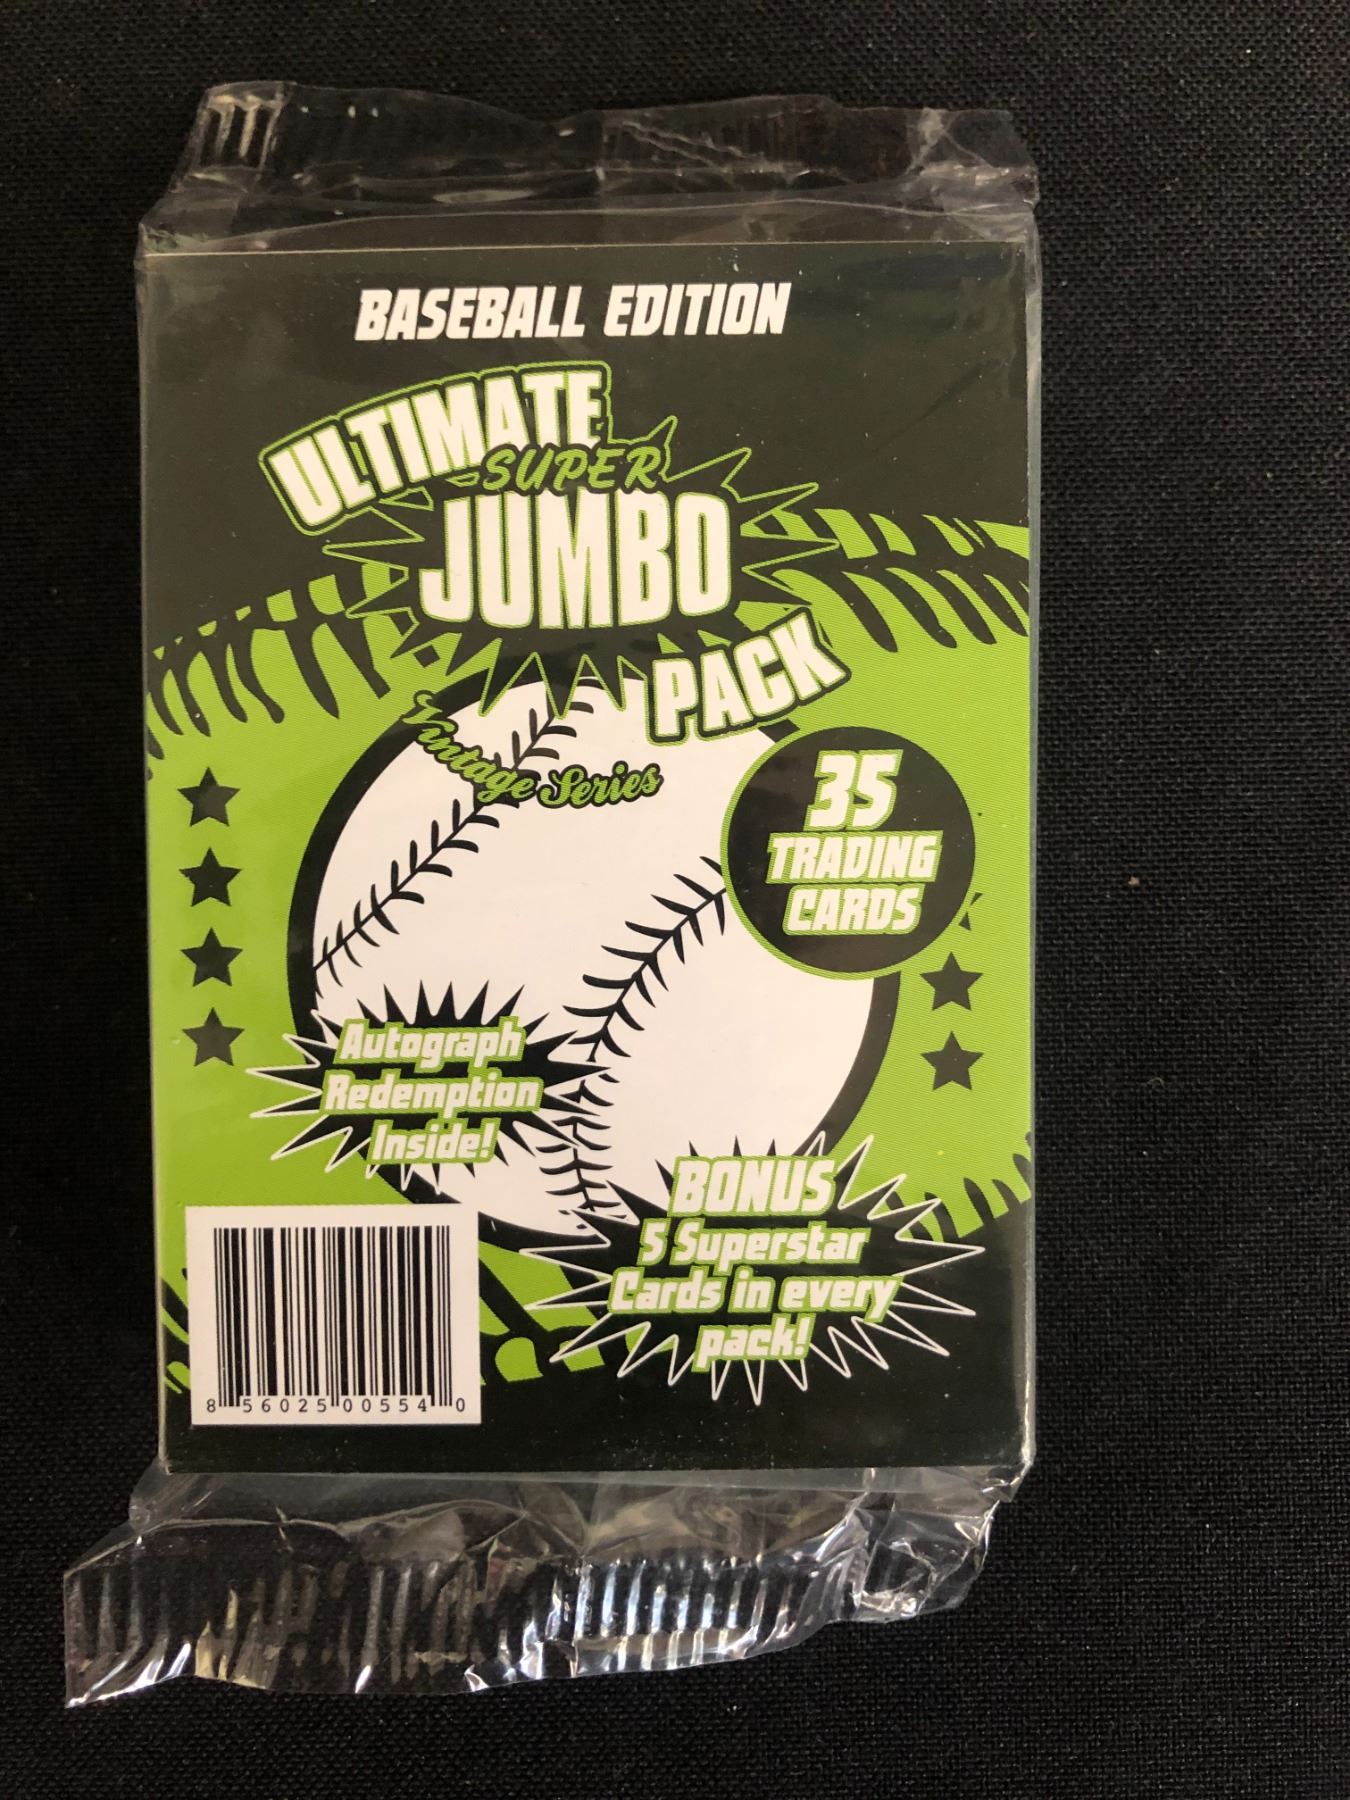 BASEBALL EDITION
ULTIMATE
SUPER
JUMBO
PACK
Vintage Series
35
TRADING
CARDS
Autograph
Redemption
Inside!
BONUS
5 Superstar
Cards in every
pack!
8 56025 00554 0